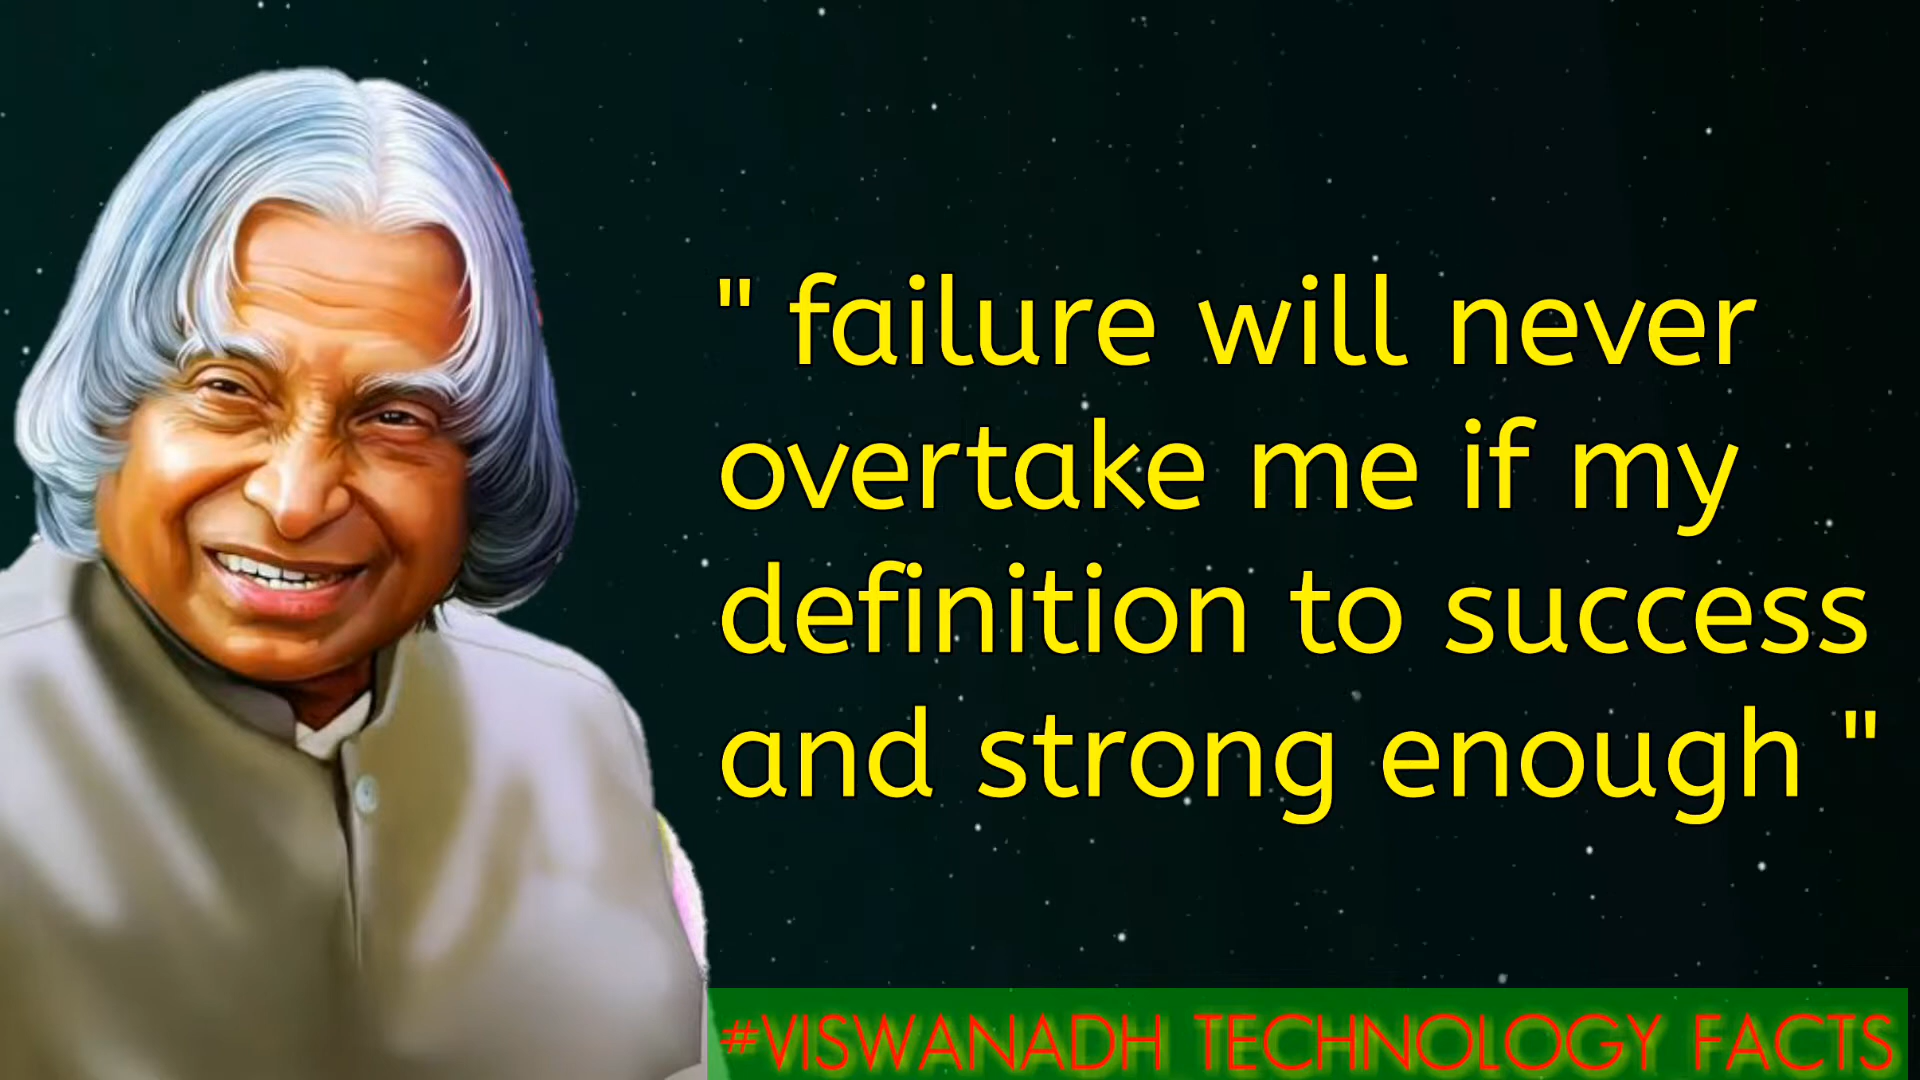 " failure will never
overtake me if my
definition to success
and strong enough "
#VISWANADH TECHNOLOGY FACTS